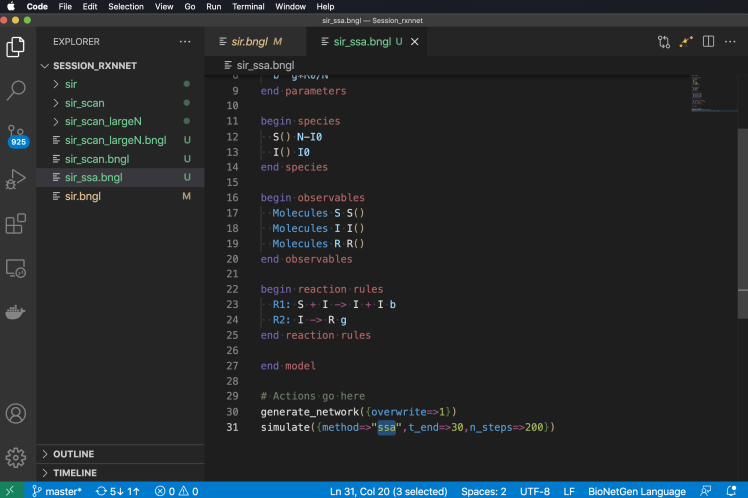 Code File Edit Selection View Go Run Terminal Window Help
sir_ssa.bngl — Session_rxnnet
EXPLORER
sir.bngl M
sir_ssa.bngl U
sir_ssa.bngl
SESSION_RXNNET
sir
sir_scan
sir_scan_largeN
sir_scan_largeN.bngl U
sir_scan.bngl U
sir_ssa.bngl U
sir.bngl M
925
8 b g*R0/N
9 end parameters
10
11 begin species
12 S() N-I0
13 I() I0
14 end species
15
16 begin observables
17 Molecules S S()
18 Molecules I I()
19 Molecules R R()
20 end observables
21
22 begin reaction rules
23 R1: S + I -> I + I b
24 R2: I -> R g
25 end reaction rules
26
27 end model
28
29 # Actions go here
30 generate_network({overwrite=>1})
31 simulate({method=>"ssa",t_end=>30,n_steps=>200})
OUTLINE
TIMELINE
master* 5↓ 1↑ 0 0 Ln 31, Col 20 (3 selected) Spaces: 2 UTF-8 LF BioNetGen Language